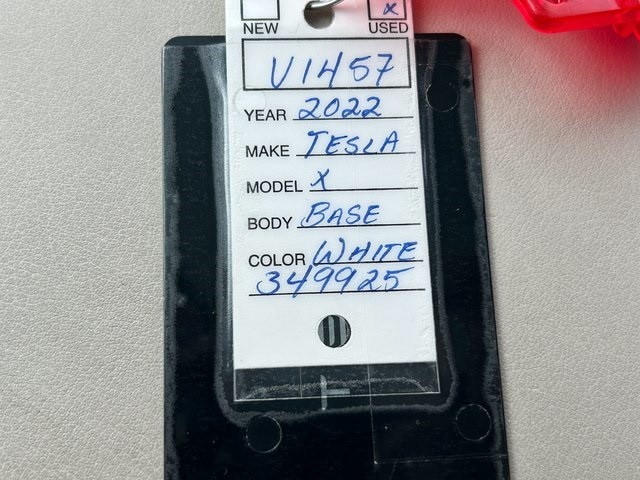 NEW X USED
V1457
YEAR 2022
MAKE TESLA
MODEL X
BODY BASE
COLOR WHITE
349925